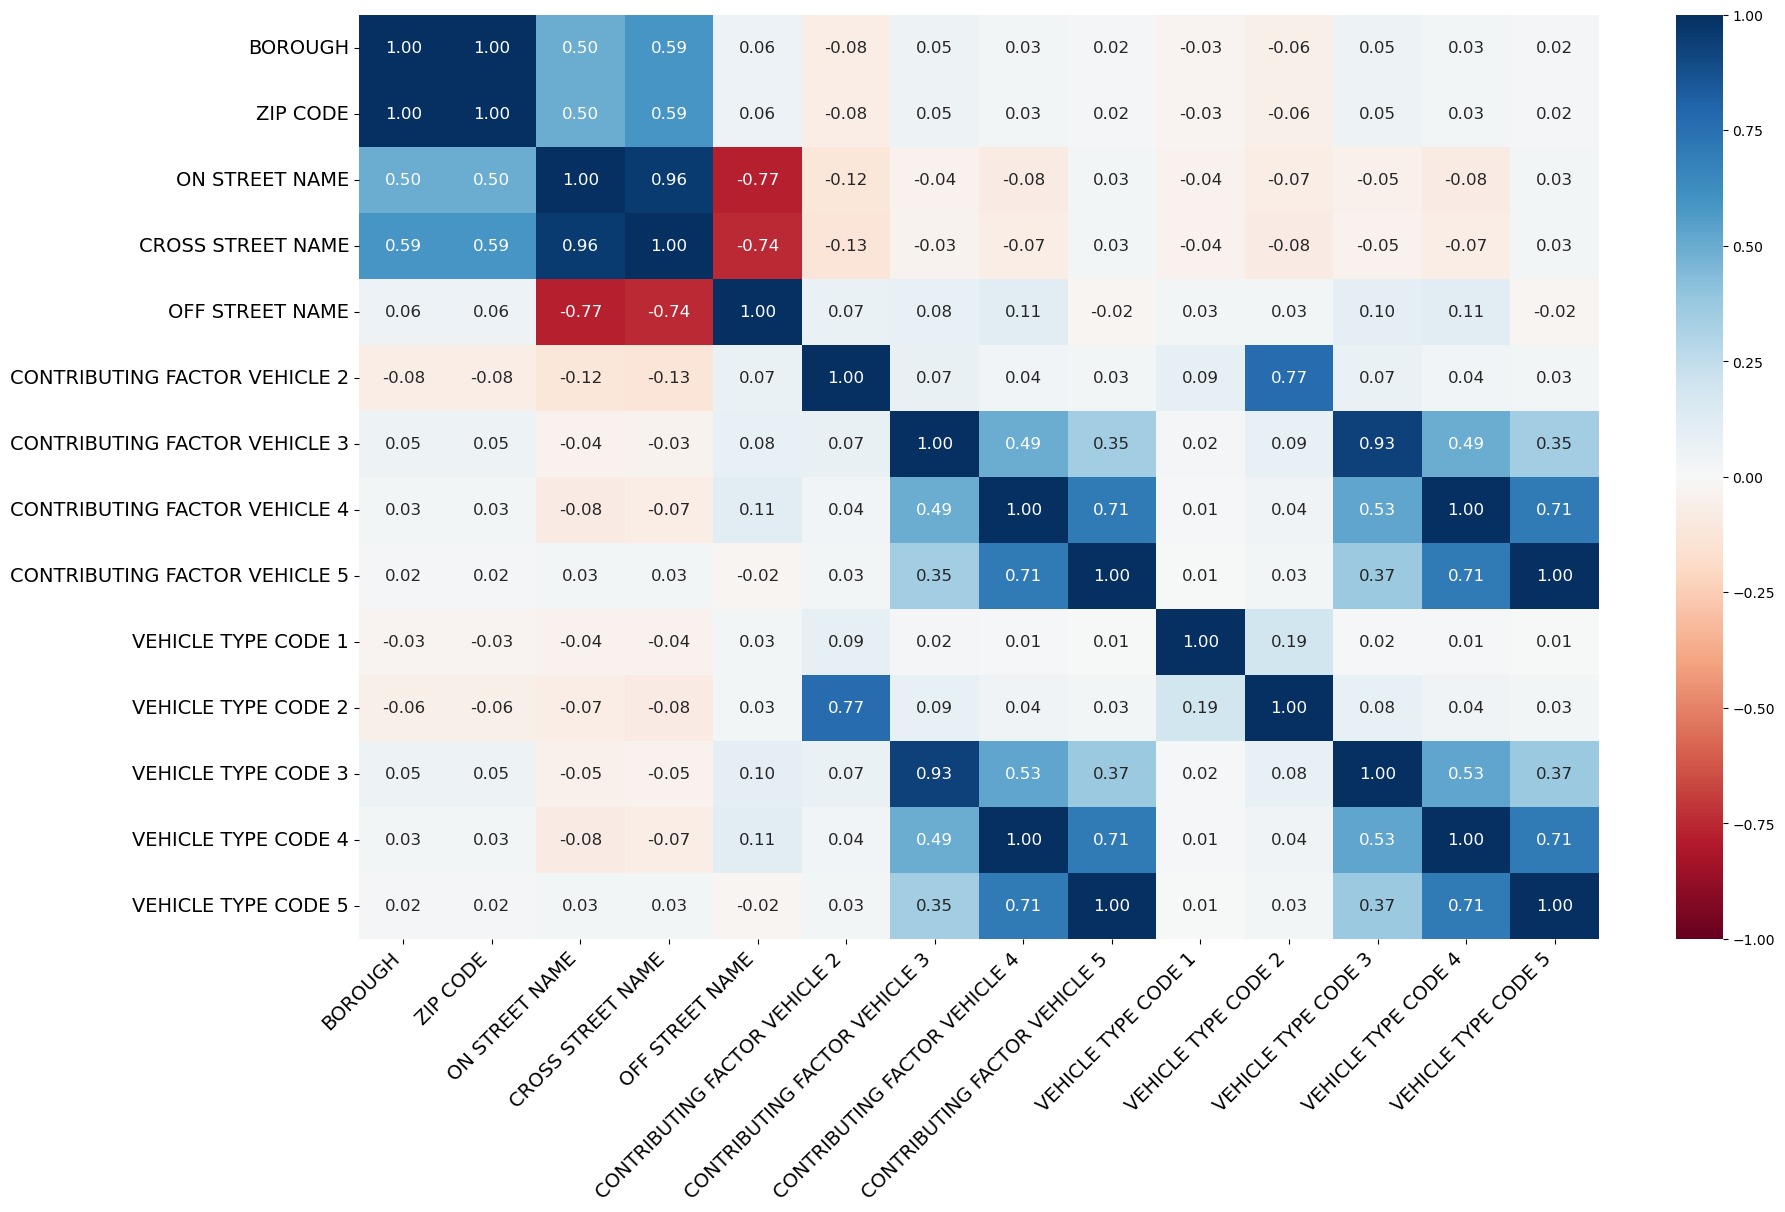 BOROUGH 1.00 1.00 0.50 0.59 0.06 -0.08 0.05 0.03 0.02 -0.03 -0.06 0.05 0.03 0.02
ZIP CODE 1.00 1.00 0.50 0.59 0.06 -0.08 0.05 0.03 0.02 -0.03 -0.06 0.05 0.03 0.02
ON STREET NAME 0.50 0.50 1.00 0.96 -0.77 -0.12 -0.04 -0.08 0.03 -0.04 -0.07 -0.05 -0.08 0.03
CROSS STREET NAME 0.59 0.59 0.96 1.00 -0.74 -0.13 -0.03 -0.07 0.03 -0.04 -0.08 -0.05 -0.07 0.03
OFF STREET NAME 0.06 0.06 -0.77 -0.74 1.00 0.07 0.08 0.11 -0.02 0.03 0.03 0.10 0.11 -0.02
CONTRIBUTING FACTOR VEHICLE 2 -0.08 -0.08 -0.12 -0.13 0.07 1.00 0.07 0.04 0.03 0.09 0.77 0.07 0.04 0.03
CONTRIBUTING FACTOR VEHICLE 3 0.05 0.05 -0.04 -0.03 0.08 0.07 1.00 0.49 0.35 0.02 0.09 0.93 0.49 0.35
CONTRIBUTING FACTOR VEHICLE 4 0.03 0.03 -0.08 -0.07 0.11 0.04 0.49 1.00 0.71 0.01 0.04 0.53 1.00 0.71
CONTRIBUTING FACTOR VEHICLE 5 0.02 0.02 0.03 0.03 -0.02 0.03 0.35 0.71 1.00 0.01 0.03 0.37 0.71 1.00
VEHICLE TYPE CODE 1 -0.03 -0.03 -0.04 -0.04 0.03 0.09 0.02 0.01 0.01 1.00 0.19 0.02 0.01 0.01
VEHICLE TYPE CODE 2 -0.06 -0.06 -0.07 -0.08 0.03 0.77 0.09 0.04 0.03 0.19 1.00 0.08 0.04 0.03
VEHICLE TYPE CODE 3 0.05 0.05 -0.05 -0.05 0.10 0.07 0.93 0.53 0.37 0.02 0.08 1.00 0.53 0.37
VEHICLE TYPE CODE 4 0.03 0.03 -0.08 -0.07 0.11 0.04 0.49 1.00 0.71 0.01 0.04 0.53 1.00 0.71
VEHICLE TYPE CODE 5 0.02 0.02 0.03 0.03 -0.02 0.03 0.35 0.71 1.00 0.01 0.03 0.37 0.71 1.00
BOROUGH
ZIP CODE
ON STREET NAME
CROSS STREET NAME
OFF STREET NAME
CONTRIBUTING FACTOR VEHICLE 2
CONTRIBUTING FACTOR VEHICLE 3
CONTRIBUTING FACTOR VEHICLE 4
CONTRIBUTING FACTOR VEHICLE 5
VEHICLE TYPE CODE 1
VEHICLE TYPE CODE 2
VEHICLE TYPE CODE 3
VEHICLE TYPE CODE 4
VEHICLE TYPE CODE 5
1.00
0.75
0.50
0.25
0.00
−0.25
−0.50
−0.75
−1.00